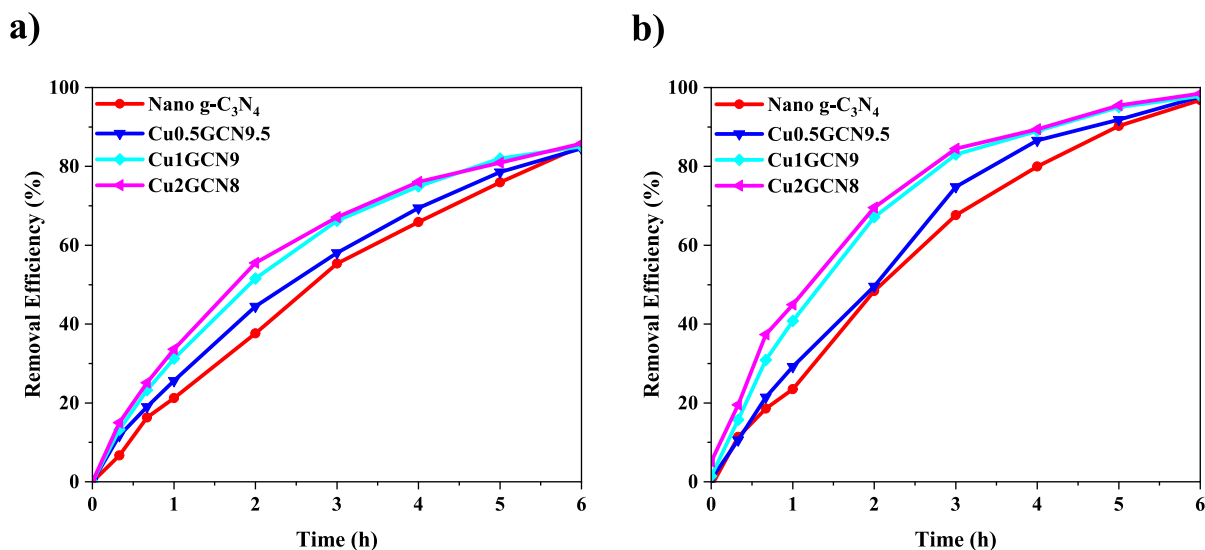 a)
Removal Efficiency (%)
100
80
60
40
20
0
Nano g-C₃N₄
Cu0.5GCN9.5
Cu1GCN9
Cu2GCN8
0 1 2 3 4 5 6
Time (h)
b)
Removal Efficiency (%)
100
80
60
40
20
0
Nano g-C₃N₄
Cu0.5GCN9.5
Cu1GCN9
Cu2GCN8
0 1 2 3 4 5 6
Time (h)